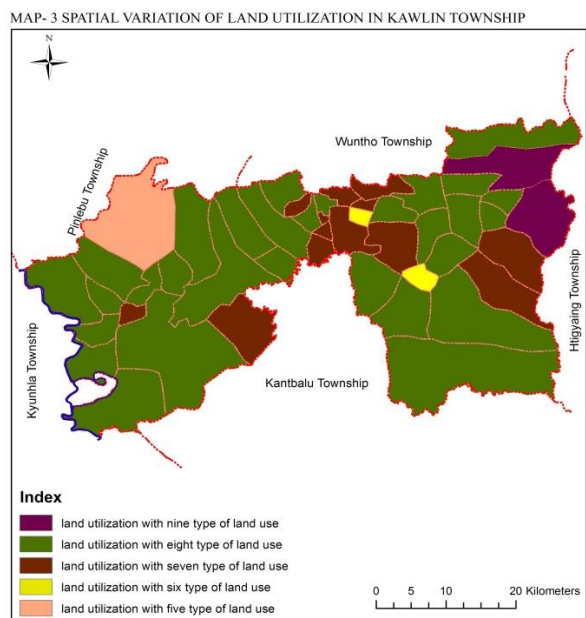 MAP- 3 SPATIAL VARIATION OF LAND UTILIZATION IN KAWLIN TOWNSHIP
N
Wuntho Township
Pinlebu Township
Kyunhla Township
Kantbalu Township
Htigyaing Township
Index
land utilization with nine type of land use
land utilization with eight type of land use
land utilization with seven type of land use
land utilization with six type of land use
land utilization with five type of land use
0 5 10 20 Kilometers